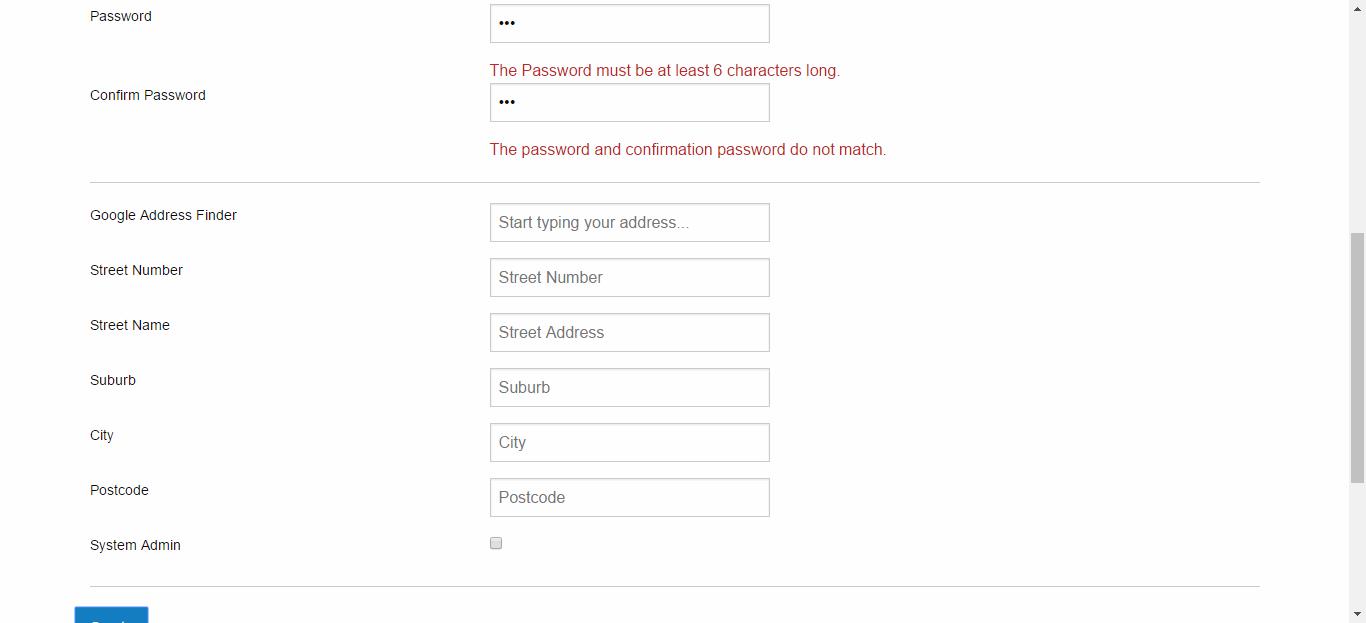 Password
•••
The Password must be at least 6 characters long.
Confirm Password
•••
The password and confirmation password do not match.
Google Address Finder
Start typing your address...
Street Number
Street Number
Street Name
Street Address
Suburb
Suburb
City
City
Postcode
Postcode
System Admin